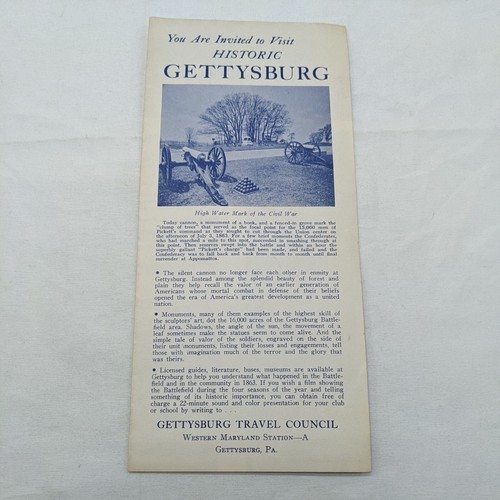 You Are Invited to Visit
HISTORIC
GETTYSBURG
High Water Mark of the Civil War
Today cannon, a monument of a book, and a fenced-in grove mark the
"clump of trees" that served as the focal point for the 15,000 men of
Pickett's command as they sought to cut through the Union center on
the afternoon of July 3, 1863. For a few brief moments the Confederates,
who had marched a mile to this spot, succeeded in smashing through at
this point. Then reserves swept into the battle and within an hour the
superbly gallant "Pickett's charge" had been made, and failed and the
Confederacy was to fall back and back from month to month until final
surrender at Appomattox.
• The silent cannon no longer face each other in enmity at
Gettysburg. Instead among the splendid beauty of forest and
plain they help recall the valor of an earlier generation of
Americans whose mortal combat in defense of their beliefs
opened the era of America's greatest development as a united
nation.
• Monuments, many of them examples of the highest skill of
the sculptors' art, dot the 16,000 acres of the Gettysburg Battle-
field area. Shadows, the angle of the sun, the movement of a
leaf sometimes make the statues seem to come alive. And the
simple tale of valor of the soldiers, engraved on the side of
their unit monuments, listing their losses and engagements, tell
those with imagination much of the terror and the glory that
was theirs.
• Licensed guides, literature, buses, museums are available at
Gettysburg to help you understand what happened in the Battle-
field and in the community in 1863. If you wish a film showing
the Battlefield during the four seasons of the year and telling
something of its historic importance, you can obtain free of
charge a 22-minute sound and color presentation for your club
or school by writing to . . .
GETTYSBURG TRAVEL COUNCIL
WESTERN MARYLAND STATION—A
GETTYSBURG, PA.